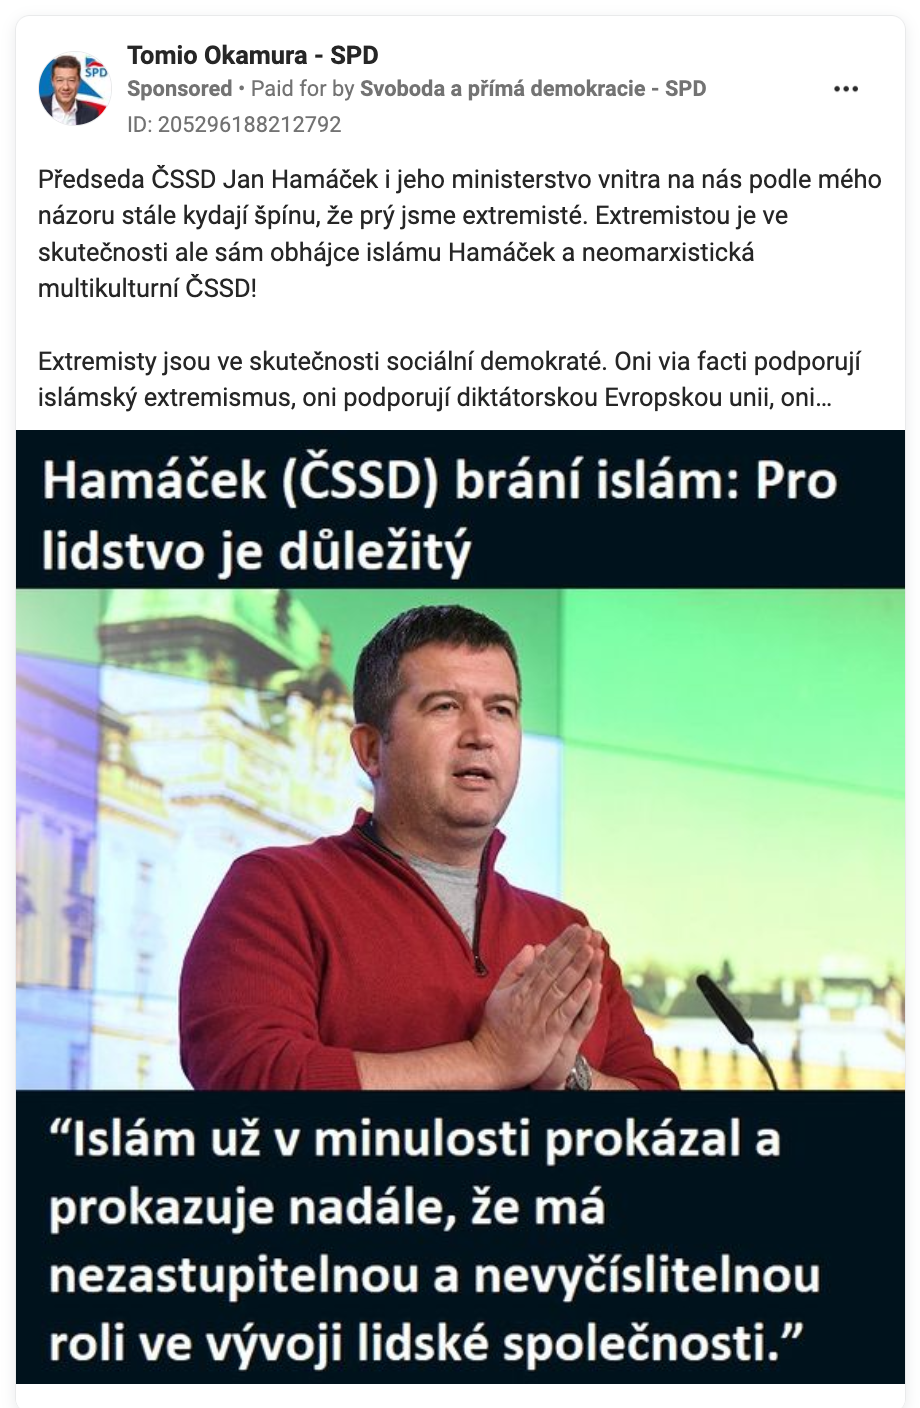 Tomio Okamura - SPD
Sponsored • Paid for by Svoboda a přímá demokracie - SPD
ID: 205296188212792
SPD
Předseda ČSSD Jan Hamáček i jeho ministerstvo vnitra na nás podle mého
názoru stále kydají špínu, že prý jsme extremisté. Extremistou je ve
skutečnosti ale sám obhájce islámu Hamáček a neomarxistická
multikulturní ČSSD!
Extremisty jsou ve skutečnosti sociální demokraté. Oni via facti podporují
islámský extremismus, oni podporují diktátorskou Evropskou unii, oni...
Hamáček (ČSSD) brání islám: Pro
lidstvo je důležitý
“Islám už v minulosti prokázal a
prokazuje nadále, že má
nezastupitelnou a nevyčíslitelnou
roli ve vývoji lidské společnosti.”